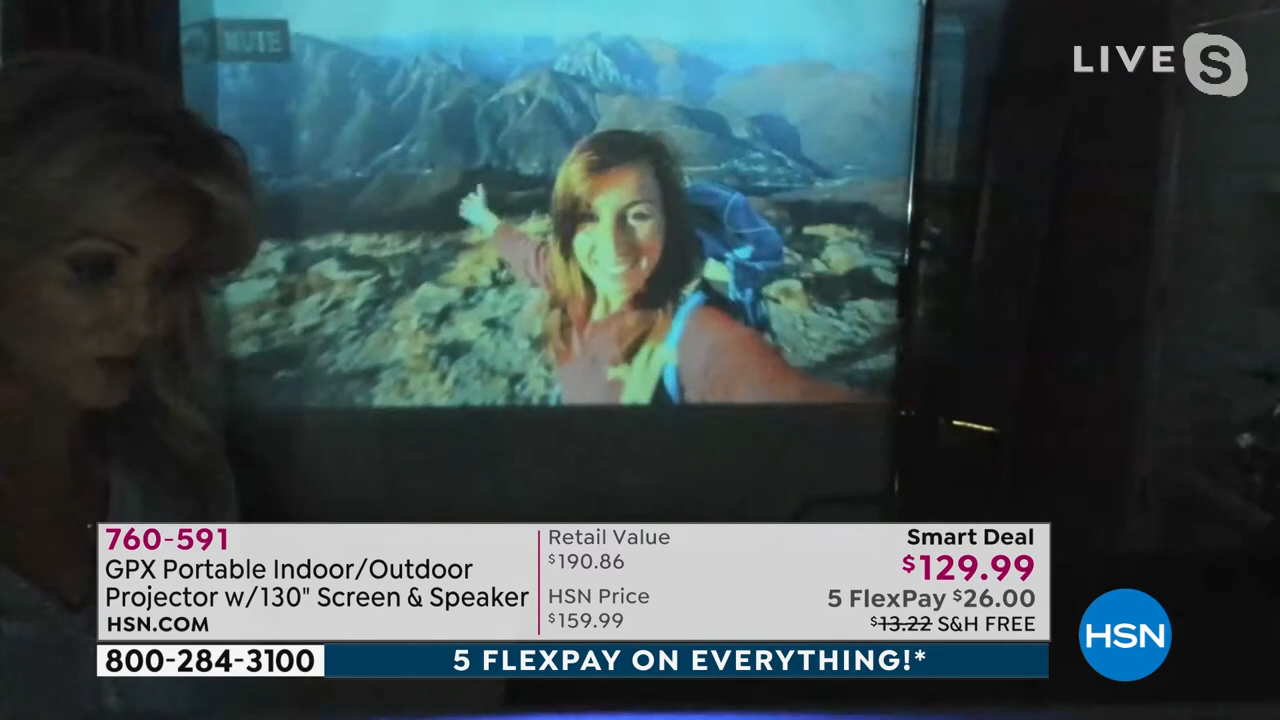 MUTE
LIVE S
760-591
GPX Portable Indoor/Outdoor
Projector w/130" Screen & Speaker
HSN.COM
Retail Value
$190.86
HSN Price
$159.99
Smart Deal
$129.99
5 FlexPay $26.00
$13.22 S&H FREE
800-284-3100
5 FLEXPAY ON EVERYTHING!*
HSN